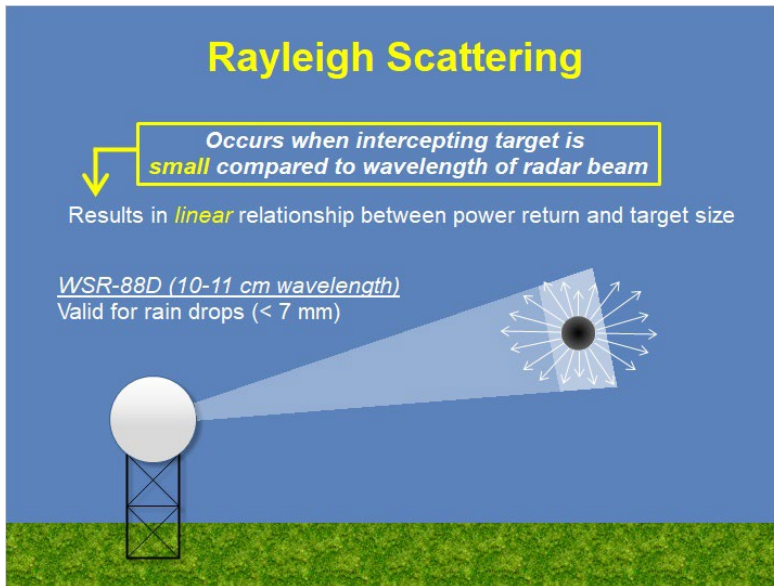 Rayleigh Scattering
Occurs when intercepting target is
small compared to wavelength of radar beam
Results in linear relationship between power return and target size
WSR-88D (10-11 cm wavelength)
Valid for rain drops (< 7 mm)